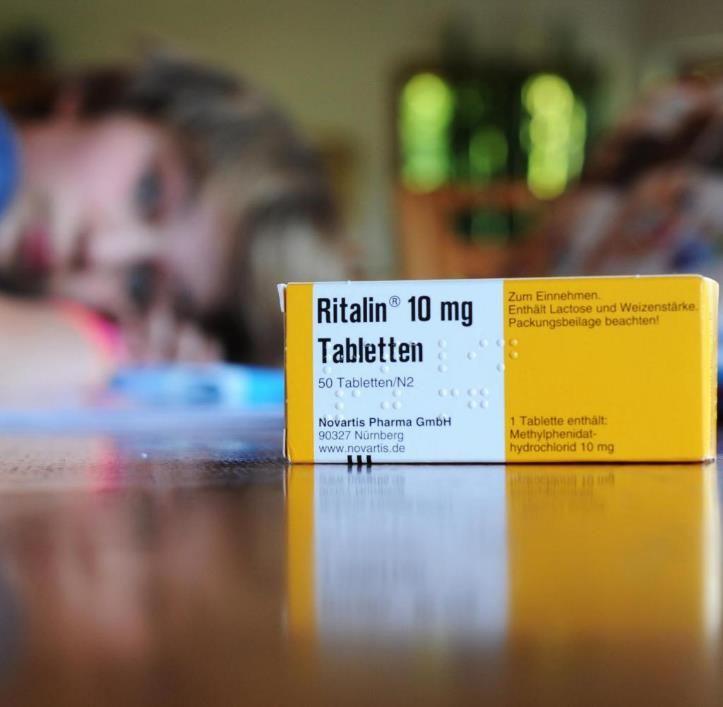 Ritalin® 10 mg
Tabletten
50 Tabletten/N2
Novartis Pharma GmbH
90327 Nürnberg
www.novartis.de
Zum Einnehmen.
Enthält Lactose und Weizenstärke.
Packungsbeilage beachten!
1 Tablette enthält:
Methylphenidat-
hydrochlorid 10 mg